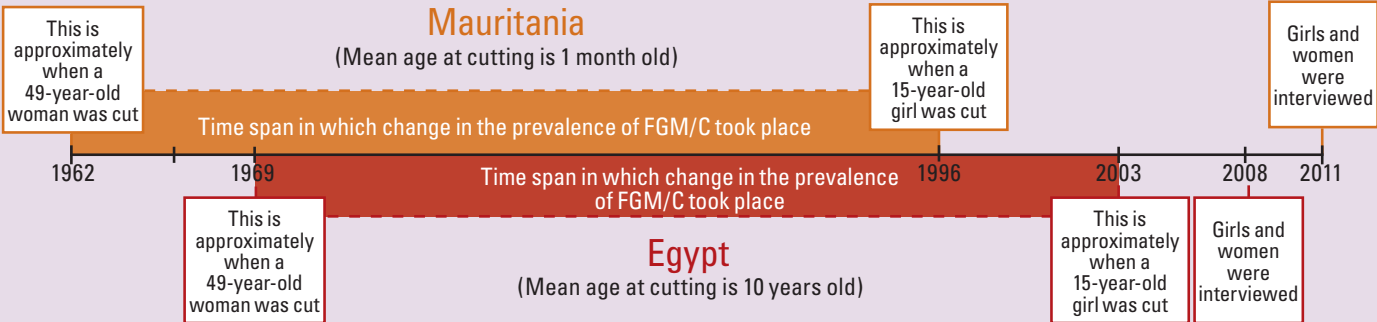 Mauritania
(Mean age at cutting is 1 month old)
This is
approximately
when a
49-year-old
woman was cut
This is
approximately
when a
15-year-old
girl was cut
Girls and
women
were
interviewed
Time span in which change in the prevalence of FGM/C took place
1962
1969
1996
2003
2008
2011
Time span in which change in the prevalence
of FGM/C took place
This is
approximately
when a
49-year-old
woman was cut
Egypt
(Mean age at cutting is 10 years old)
This is
approximately
when a
15-year-old
girl was cut
Girls and
women
were
interviewed